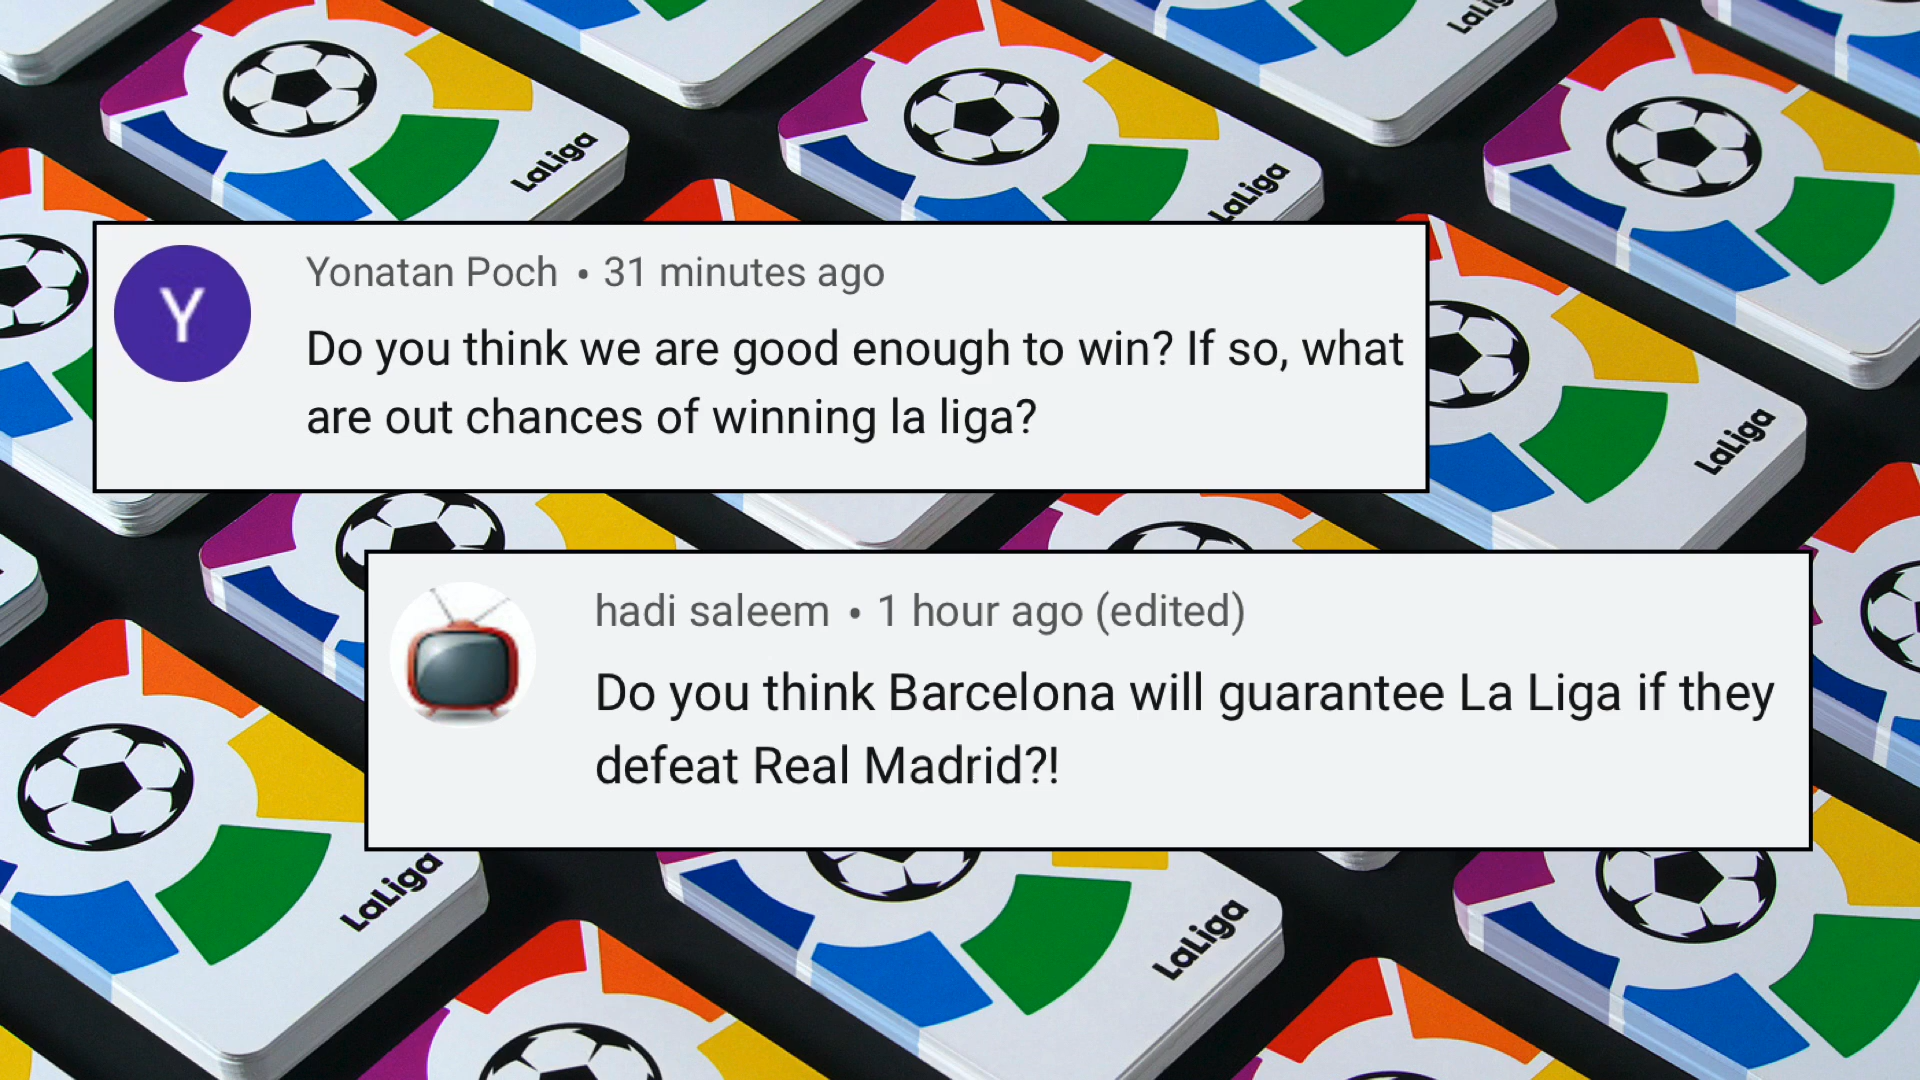 LaLiga
LaLiga
LaLiga
Y
Yonatan Poch • 31 minutes ago
Do you think we are good enough to win? If so, what
are out chances of winning la liga?
LaLiga
hadi saleem • 1 hour ago (edited)
Do you think Barcelona will guarantee La Liga if they
defeat Real Madrid?!
LaLiga
LaLiga